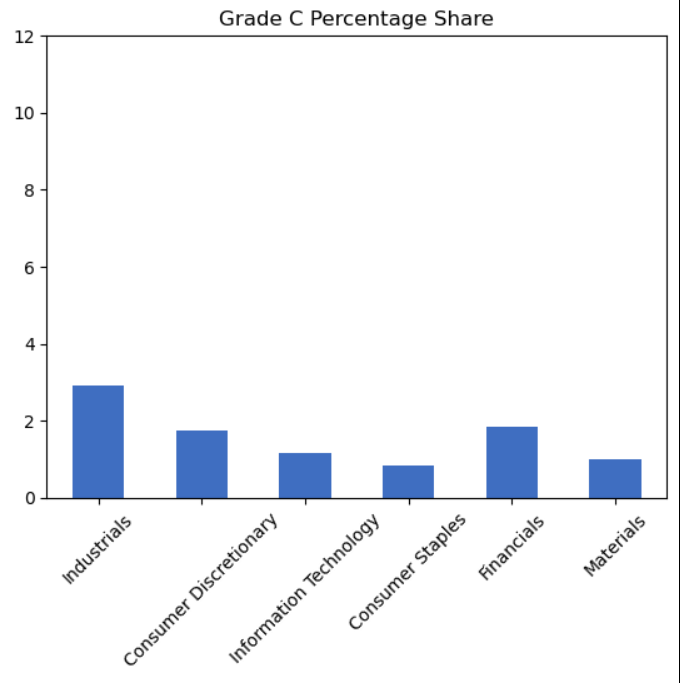 Grade C Percentage Share
12
10
8
6
4
2
0
Industrials
Consumer Discretionary
Information Technology
Consumer Staples
Financials
Materials